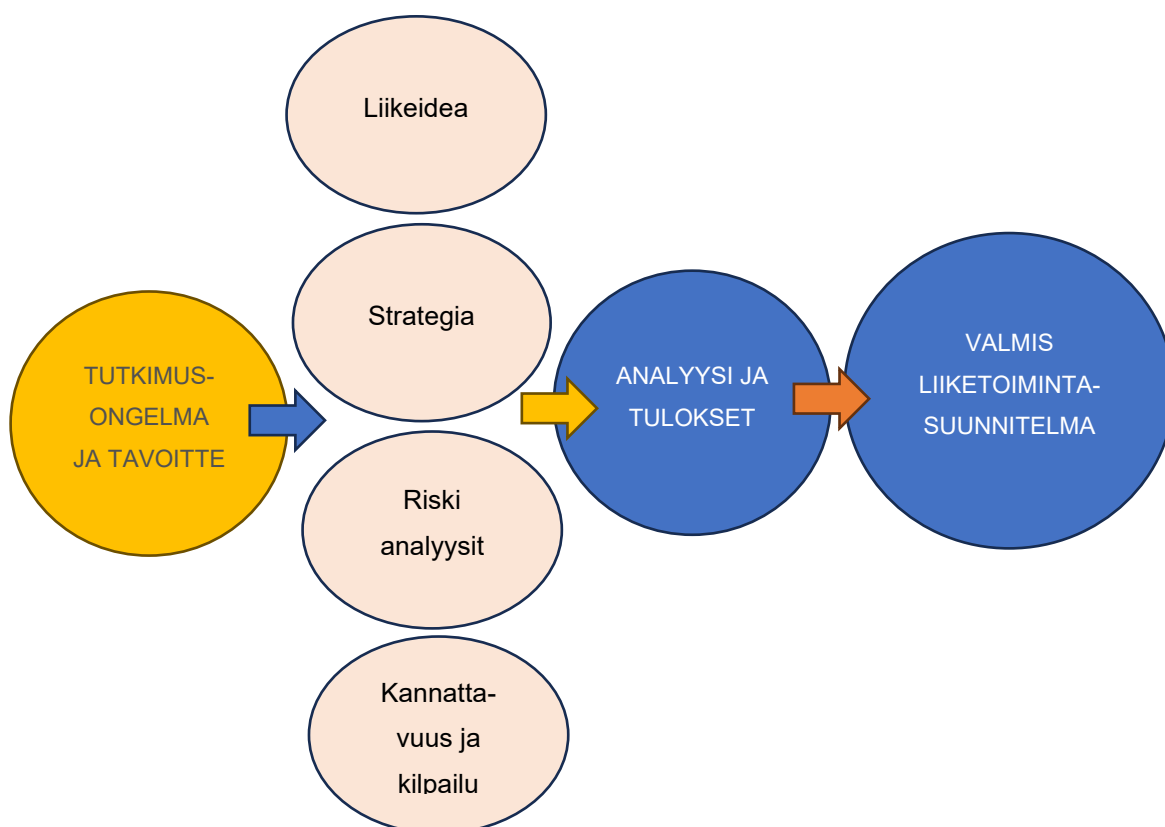 Liikeidea
Strategia
TUTKIMUS-
ONGELMA
JA TAVOITTE
ANALYYSI JA
TULOKSET
VALMIS
LIIKETOIMINTA-
SUUNNITELMA
Riski
analyysit
Kannatta-
vuus ja
kilpailu